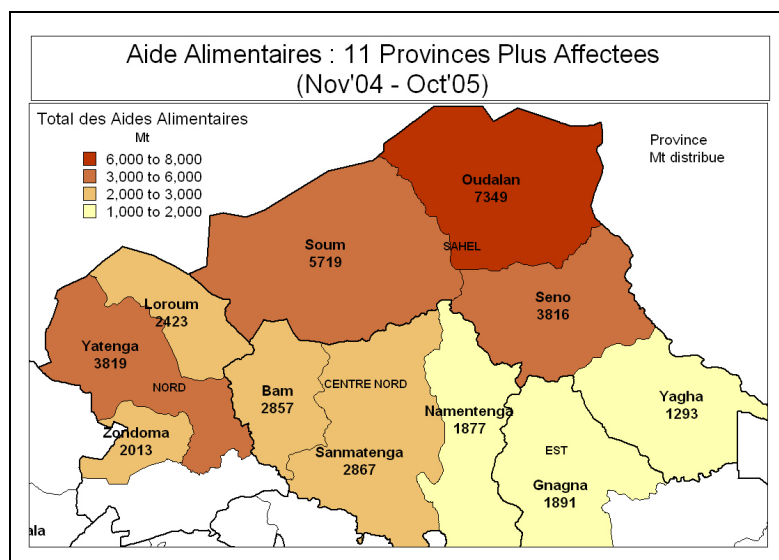 Aide Alimentaires : 11 Provinces Plus Affectees
(Nov'04 - Oct'05)
Total des Aides Alimentaires
Mt
6,000 to 8,000
3,000 to 6,000
2,000 to 3,000
1,000 to 2,000
Province
Mt distribue
Oudalan
7349
Soum
5719
SAHEL
Seno
3816
Loroum
2423
Yatenga
3819
NORD
Bam
2857
CENTRE NORD
Namentenga
1877
Yagha
1293
Zondoma
2013
Sanmatenga
2867
EST
Gnagna
1891
ala